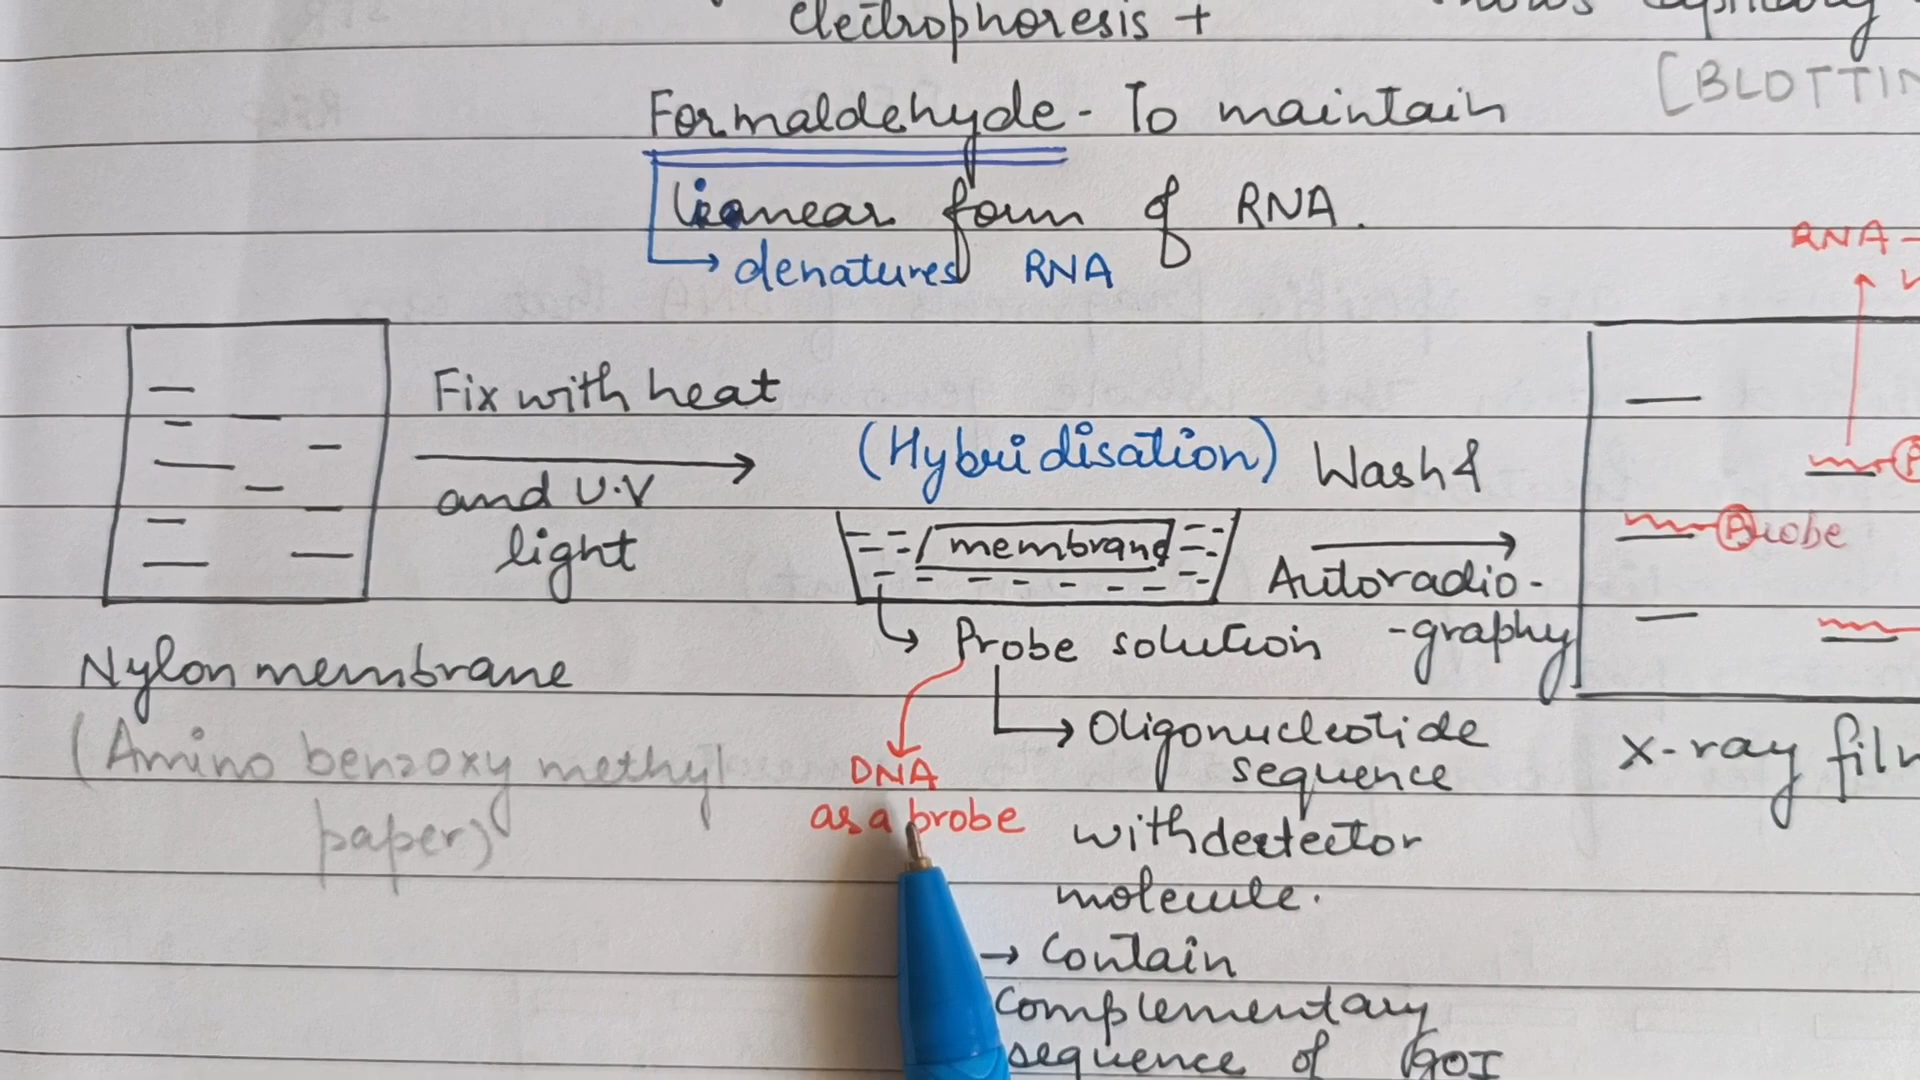 Electrophoresis +
[BLOTTIN
Formaldehyde - To maintain
linear form of RNA.
→ denatures RNA
RNA -
Fix with heat
and U.V
light
(Hybridisation)
membrane
Wash &
Autoradio-
-graphy
Probe
Nylon membrane
(Amino benzoxy methyl
paper)
→ Probe solution
DNA
as a probe
→ Oligonucleotide
sequence
with detector
molecule.
→ Contain
Complementary
sequence of GOI
X-ray film